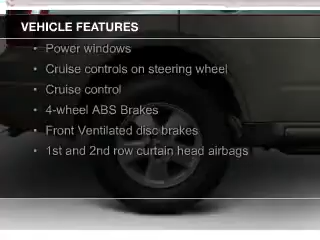 VEHICLE FEATURES
• Power windows
• Cruise controls on steering wheel
• Cruise control
• 4-wheel ABS Brakes
• Front Ventilated disc brakes
• 1st and 2nd row curtain head airbags